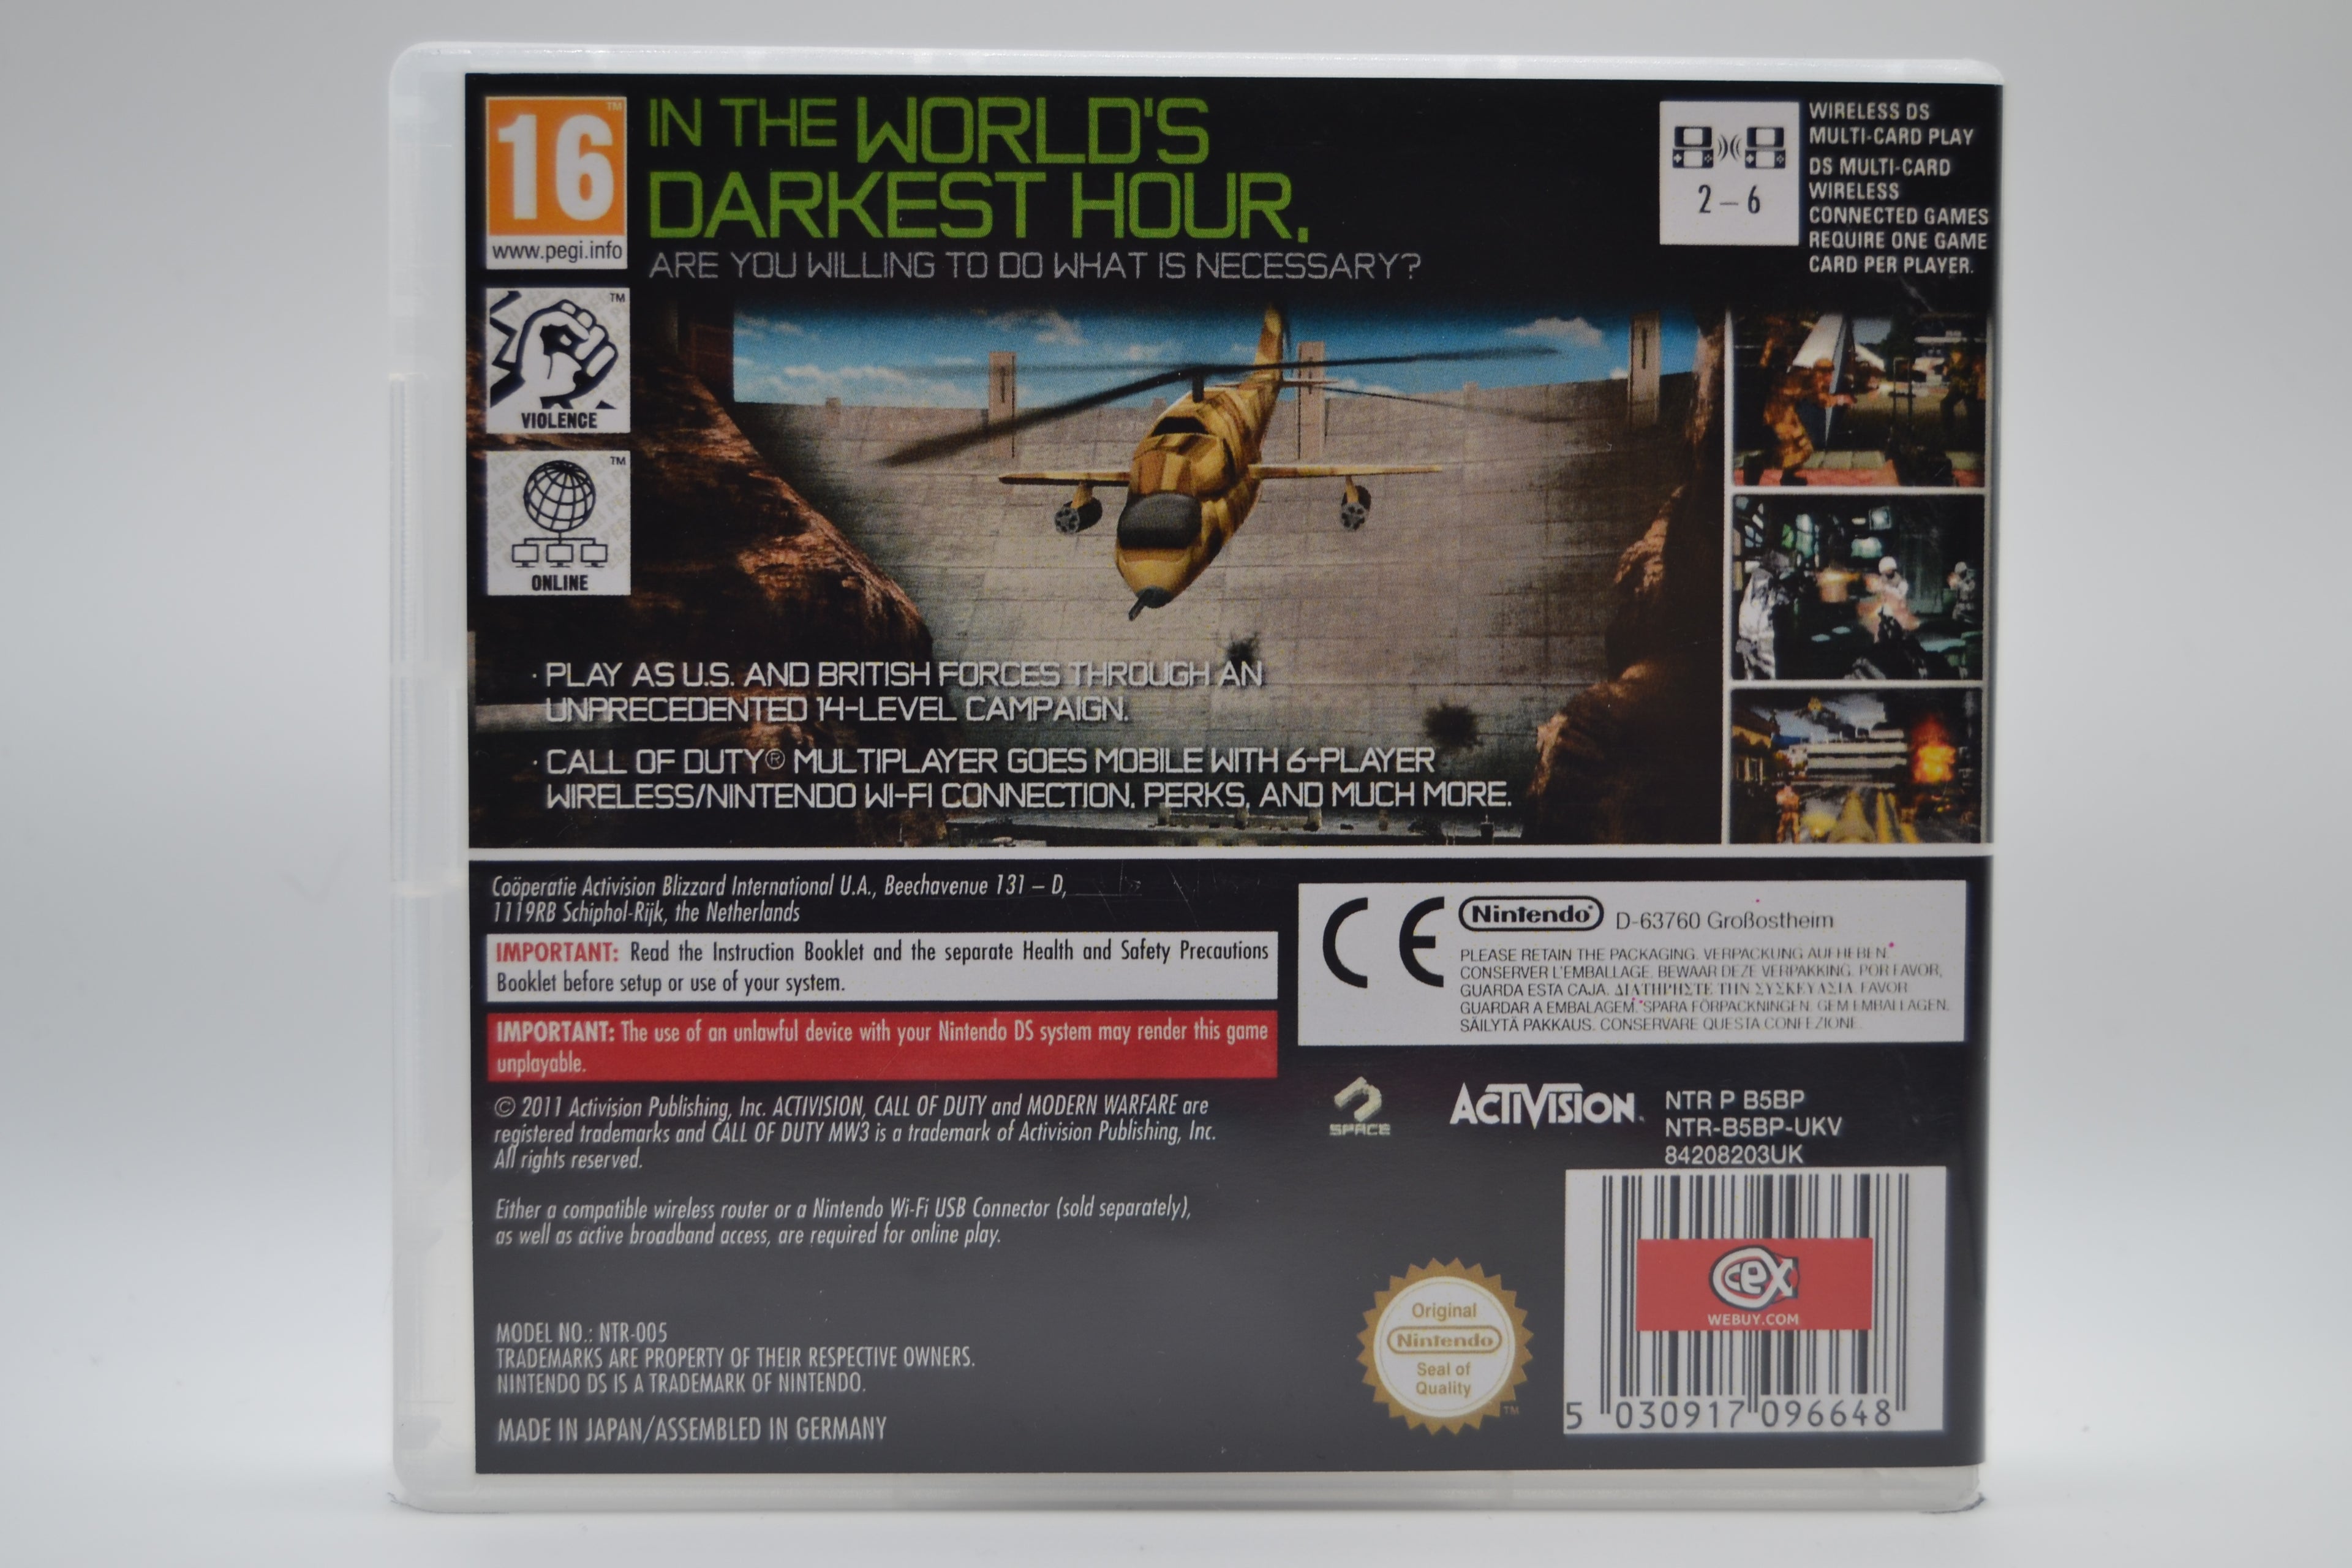 16
TM
www.pegi.info
IN THE WORLD'S
DARKEST HOUR.
ARE YOU WILLING TO DO WHAT IS NECESSARY?
2 – 6
WIRELESS DS
MULTI-CARD PLAY
DS MULTI-CARD
WIRELESS
CONNECTED GAMES
REQUIRE ONE GAME
CARD PER PLAYER.
TM
VIOLENCE
TM
ONLINE
· PLAY AS U.S. AND BRITISH FORCES THROUGH AN
UNPRECEDENTED 14-LEVEL CAMPAIGN.
· CALL OF DUTY® MULTIPLAYER GOES MOBILE WITH 6-PLAYER
WIRELESS/NINTENDO WI-FI CONNECTION, PERKS, AND MUCH MORE.
Coöperatie Activision Blizzard International U.A., Beechavenue 131 – D,
1119RB Schiphol-Rijk, the Netherlands
IMPORTANT: Read the Instruction Booklet and the separate Health and Safety Precautions
Booklet before setup or use of your system.
IMPORTANT: The use of an unlawful device with your Nintendo DS system may render this game
unplayable.
© 2011 Activision Publishing, Inc. ACTIVISION, CALL OF DUTY and MODERN WARFARE are
registered trademarks and CALL OF DUTY MW3 is a trademark of Activision Publishing, Inc.
All rights reserved.
Either a compatible wireless router or a Nintendo Wi-Fi USB Connector (sold separately),
as well as active broadband access, are required for online play.
MODEL NO.: NTR-005
TRADEMARKS ARE PROPERTY OF THEIR RESPECTIVE OWNERS.
NINTENDO DS IS A TRADEMARK OF NINTENDO.
MADE IN JAPAN/ASSEMBLED IN GERMANY
CE
Nintendo® D-63760 Großostheim
PLEASE RETAIN THE PACKAGING. VERPACKUNG AUFHEBEN.
CONSERVER L'EMBALLAGE. BEWAAR DEZE VERPAKKING. POR FAVOR,
GUARDA ESTA CAJA. ΔΙΑΤΗΡΗΣΤΕ ΤΗΝ ΣΥΣΚΕΥΑΣΙΑ. FAVOR
GUARDAR A EMBALAGEM. SPARA FÖRPACKNINGEN. GEM EMBALLAGEN.
SÄILYTÄ PAKKAUS. CONSERVARE QUESTA CONFEZIONE.
SPACE
ACTIVISION.
NTR P B5BP
NTR-B5BP-UKV
84208203UK
Original
Nintendo
Seal of
Quality
TM
cex
WEBUY.COM
5 030917 096648